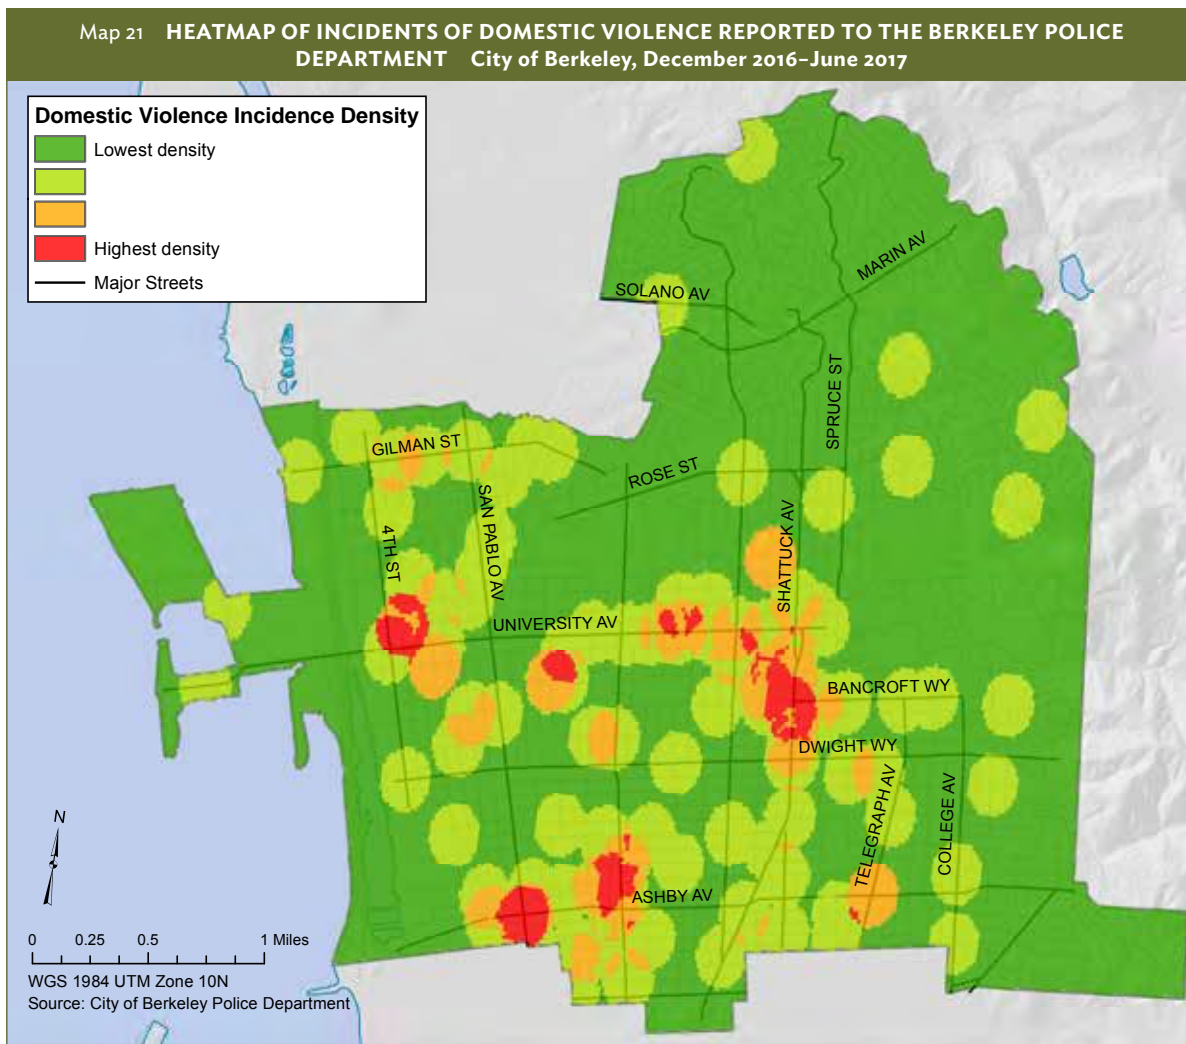 Map 21 HEATMAP OF INCIDENTS OF DOMESTIC VIOLENCE REPORTED TO THE BERKELEY POLICE
DEPARTMENT City of Berkeley, December 2016–June 2017
Domestic Violence Incidence Density
Lowest density
Highest density
Major Streets
MARIN AV
SOLANO AV
SPRUCE ST
GILMAN ST
ROSE ST
SAN PABLO AV
SHATTUCK AV
4TH ST
UNIVERSITY AV
BANCROFT WY
DWIGHT WY
TELEGRAPH AV
COLLEGE AV
ASHBY AV
N
0 0.25 0.5 1 Miles
WGS 1984 UTM Zone 10N
Source: City of Berkeley Police Department